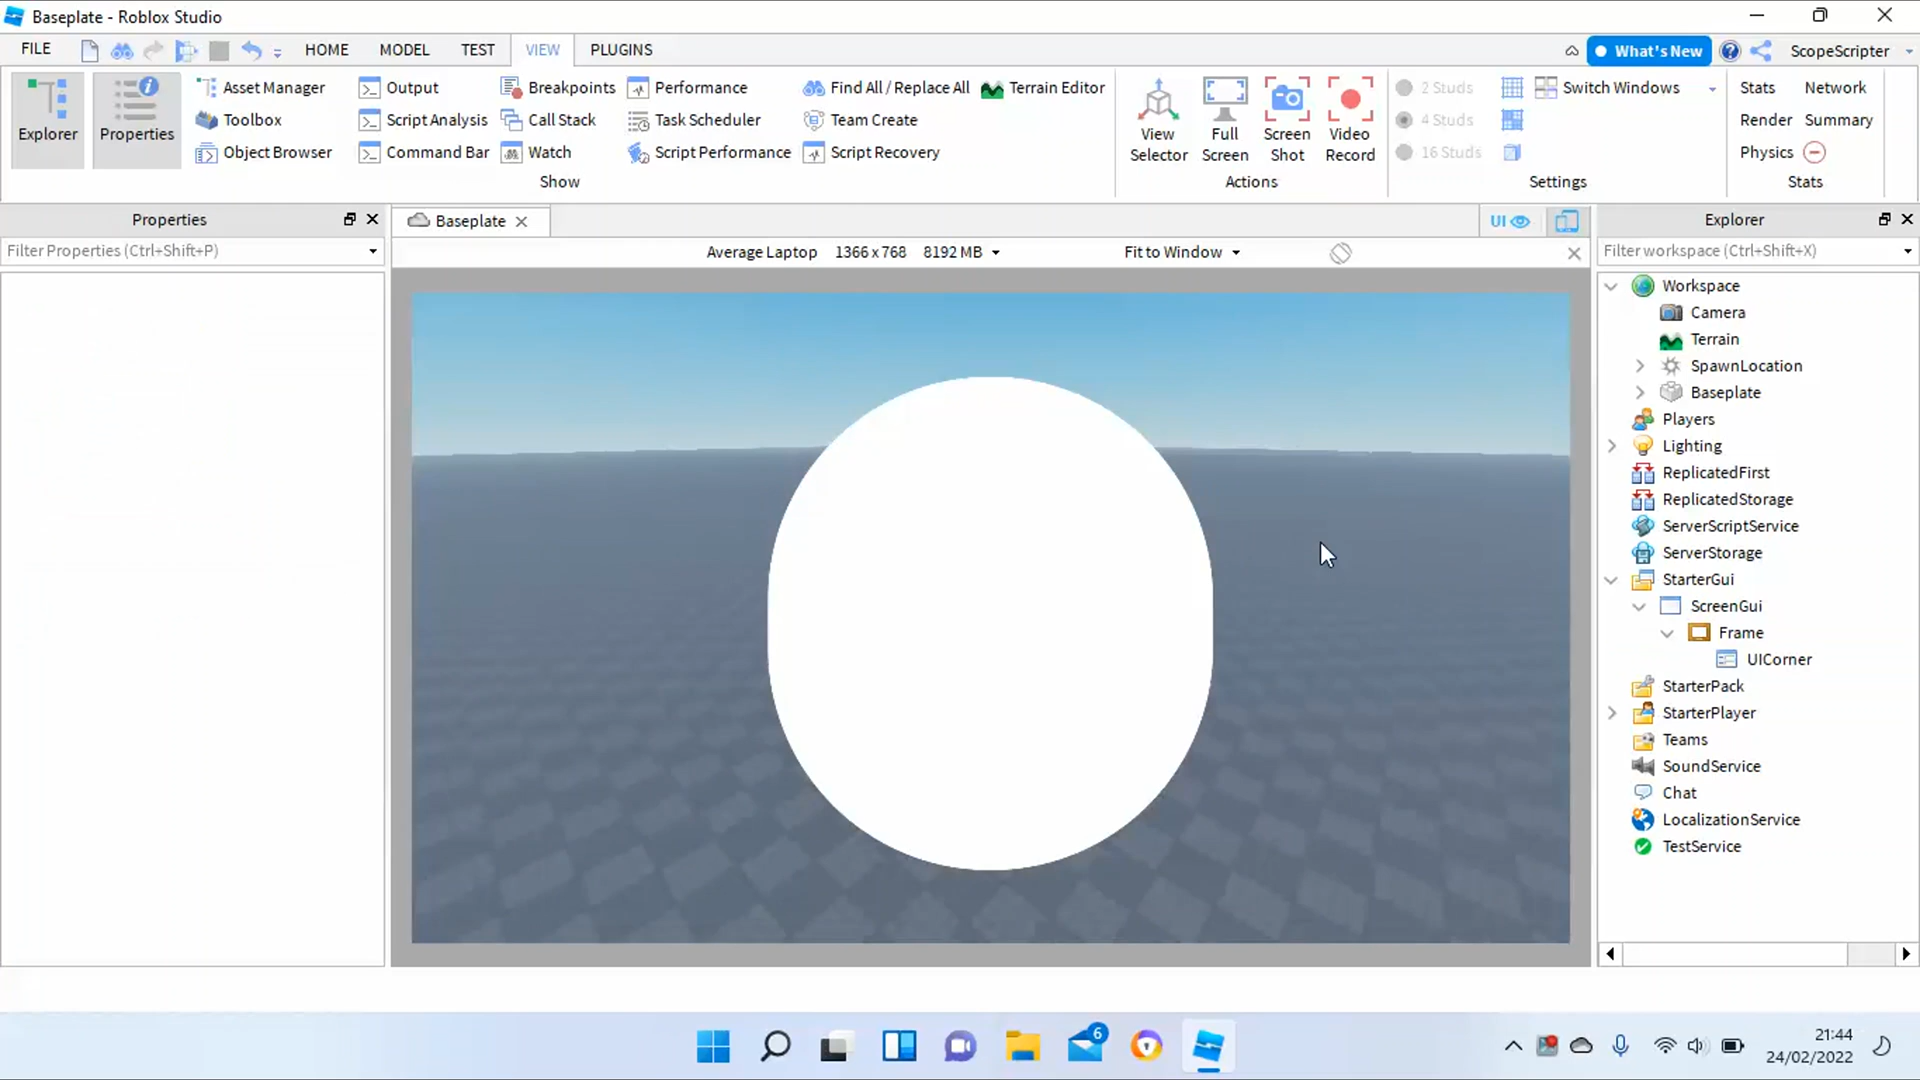 Baseplate - Roblox Studio
FILE HOME MODEL TEST VIEW PLUGINS What's New ScopeScripter
Explorer
Properties
Asset Manager
Toolbox
Object Browser
Output
Script Analysis
Command Bar
Breakpoints
Call Stack
Watch
Performance
Task Scheduler
Script Performance
Find All / Replace All
Team Create
Script Recovery
Terrain Editor
Show
View
Selector
Full
Screen
Screen
Shot
Video
Record
Actions
2 Studs
4 Studs
16 Studs
Switch Windows
Settings
Stats Network
Render Summary
Physics
Stats
Properties
Filter Properties (Ctrl+Shift+P)
Baseplate
UI
Average Laptop 1366 x 768 8192 MB Fit to Window
Explorer
Filter workspace (Ctrl+Shift+X)
Workspace
Camera
Terrain
SpawnLocation
Baseplate
Players
Lighting
ReplicatedFirst
ReplicatedStorage
ServerScriptService
ServerStorage
StarterGui
ScreenGui
Frame
UICorner
StarterPack
StarterPlayer
Teams
SoundService
Chat
LocalizationService
TestService
6
21:44
24/02/2022